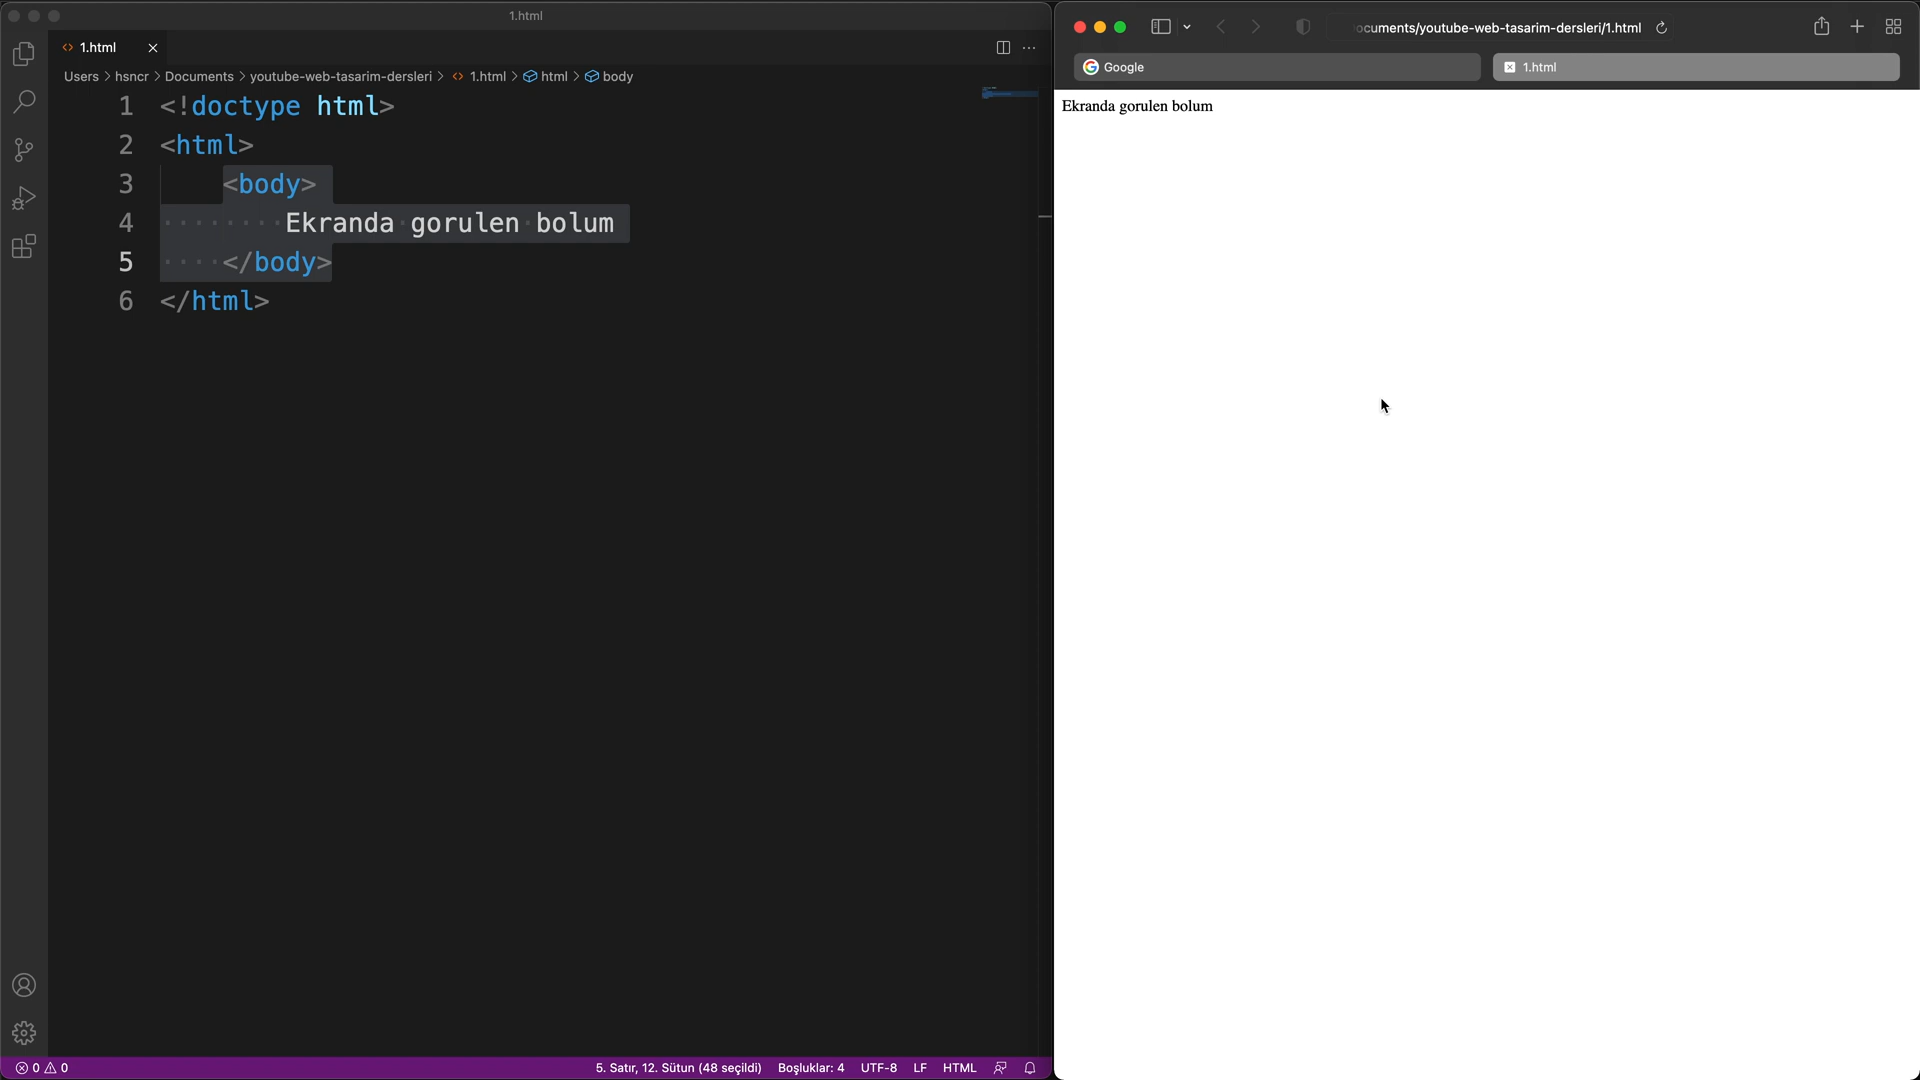 1.html
1.html
Users > hsncr > Documents > youtube-web-tasarim-dersleri > 1.html > html > body
1 <!doctype html>
2 <html>
3 <body>
4 ········Ekranda·gorulen·bolum
5 ····</body>
6 </html>
0 0
5. Satır, 12. Sütun (48 seçildi) Boşluklar: 4 UTF-8 LF HTML
ocuments/youtube-web-tasarim-dersleri/1.html
Google
1.html
Ekranda gorulen bolum